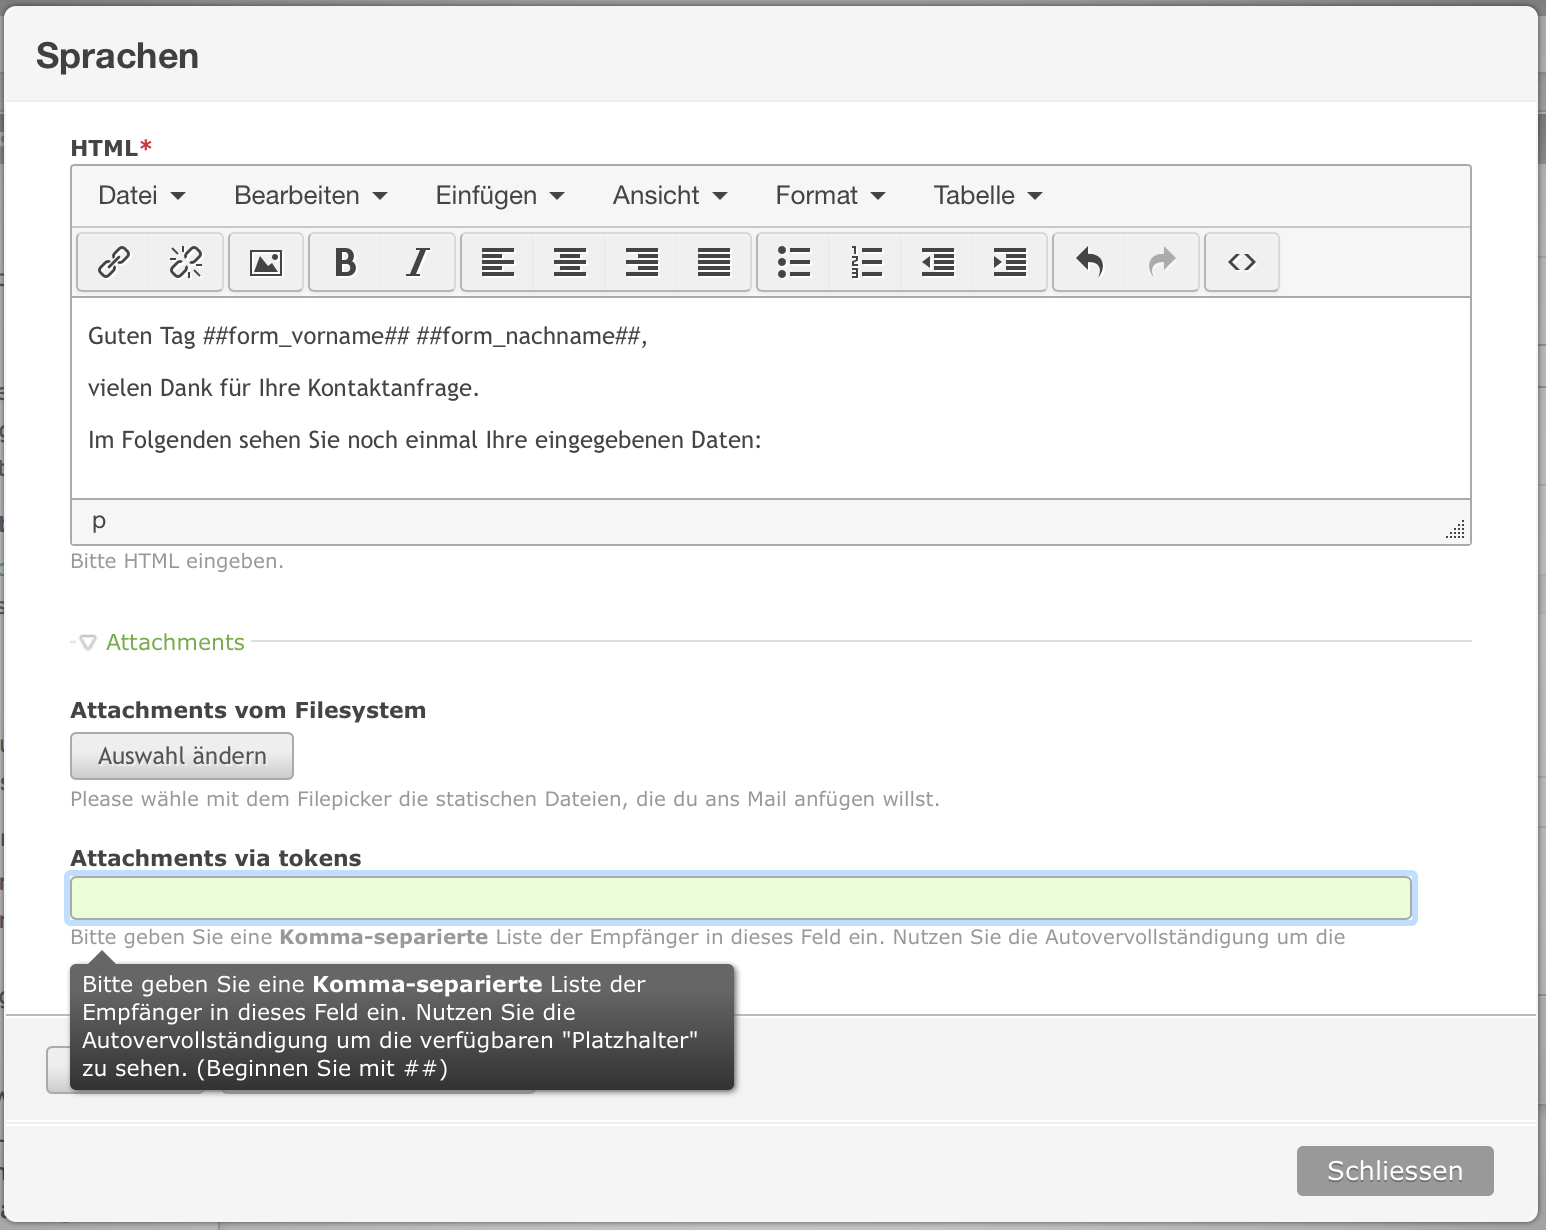 Sprachen
HTML*
Datei Bearbeiten Einfügen Ansicht Format Tabelle
B I
Guten Tag ##form_vorname## ##form_nachname##,
vielen Dank für Ihre Kontaktanfrage.
Im Folgenden sehen Sie noch einmal Ihre eingegebenen Daten:
p
Bitte HTML eingeben.
Attachments
Attachments vom Filesystem
Auswahl ändern
Please wähle mit dem Filepicker die statischen Dateien, die du ans Mail anfügen willst.
Attachments via tokens
Bitte geben Sie eine Komma-separierte Liste der Empfänger in dieses Feld ein. Nutzen Sie die Autovervollständigung um die
Bitte geben Sie eine Komma-separierte Liste der
Empfänger in dieses Feld ein. Nutzen Sie die
Autovervollständigung um die verfügbaren "Platzhalter"
zu sehen. (Beginnen Sie mit ##)
Schliessen